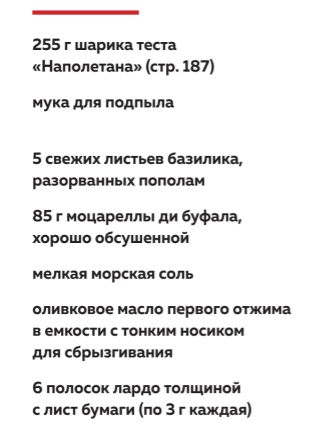 255 г шарика теста
«Наполетана» (стр. 187)
мука для подпыла
5 свежих листьев базилика,
разорванных пополам
85 г моцареллы ди буфала,
хорошо обсушенной
мелкая морская соль
оливковое масло первого отжима
в емкости с тонким носиком
для сбрызгивания
6 полосок лардо толщиной
с лист бумаги (по 3 г каждая)